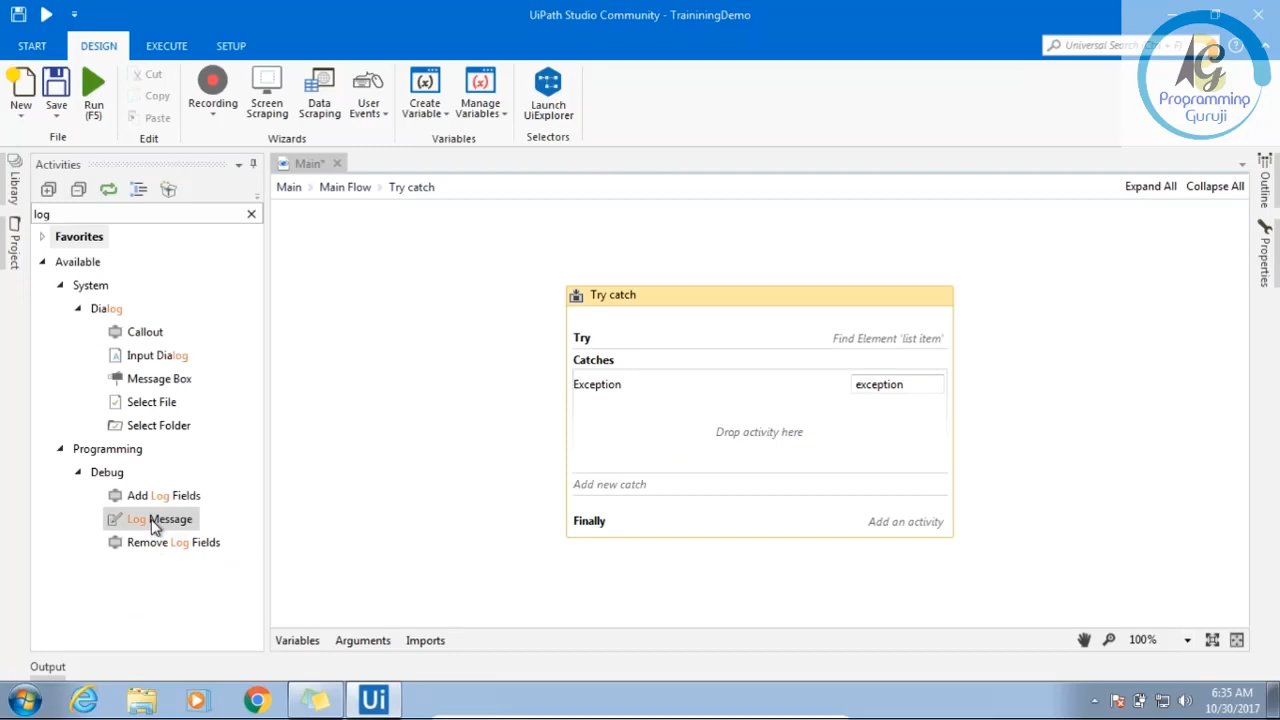 UiPath Studio Community - TraininingDemo
START
DESIGN
EXECUTE
SETUP
Universal Search (Ctrl + F)
AG
Programming
Guruji
New
Save
Run
(F5)
Cut
Copy
Paste
Recording
Screen
Scraping
Data
Scraping
User
Events
Create
Variable
Manage
Variables
Launch
UiExplorer
File
Edit
Wizards
Variables
Selectors
Library
Project
Activities
log
Favorites
Available
System
Dialog
Callout
Input Dialog
Message Box
Select File
Select Folder
Programming
Debug
Add Log Fields
Log Message
Remove Log Fields
Main*
Main > Main Flow > Try catch
Expand All Collapse All
Try catch
Try Find Element 'list item'
Catches
Exception exception
Drop activity here
Add new catch
Finally Add an activity
Outline
Properties
Variables Arguments Imports
100%
Output
Ui
6:35 AM
10/30/2017